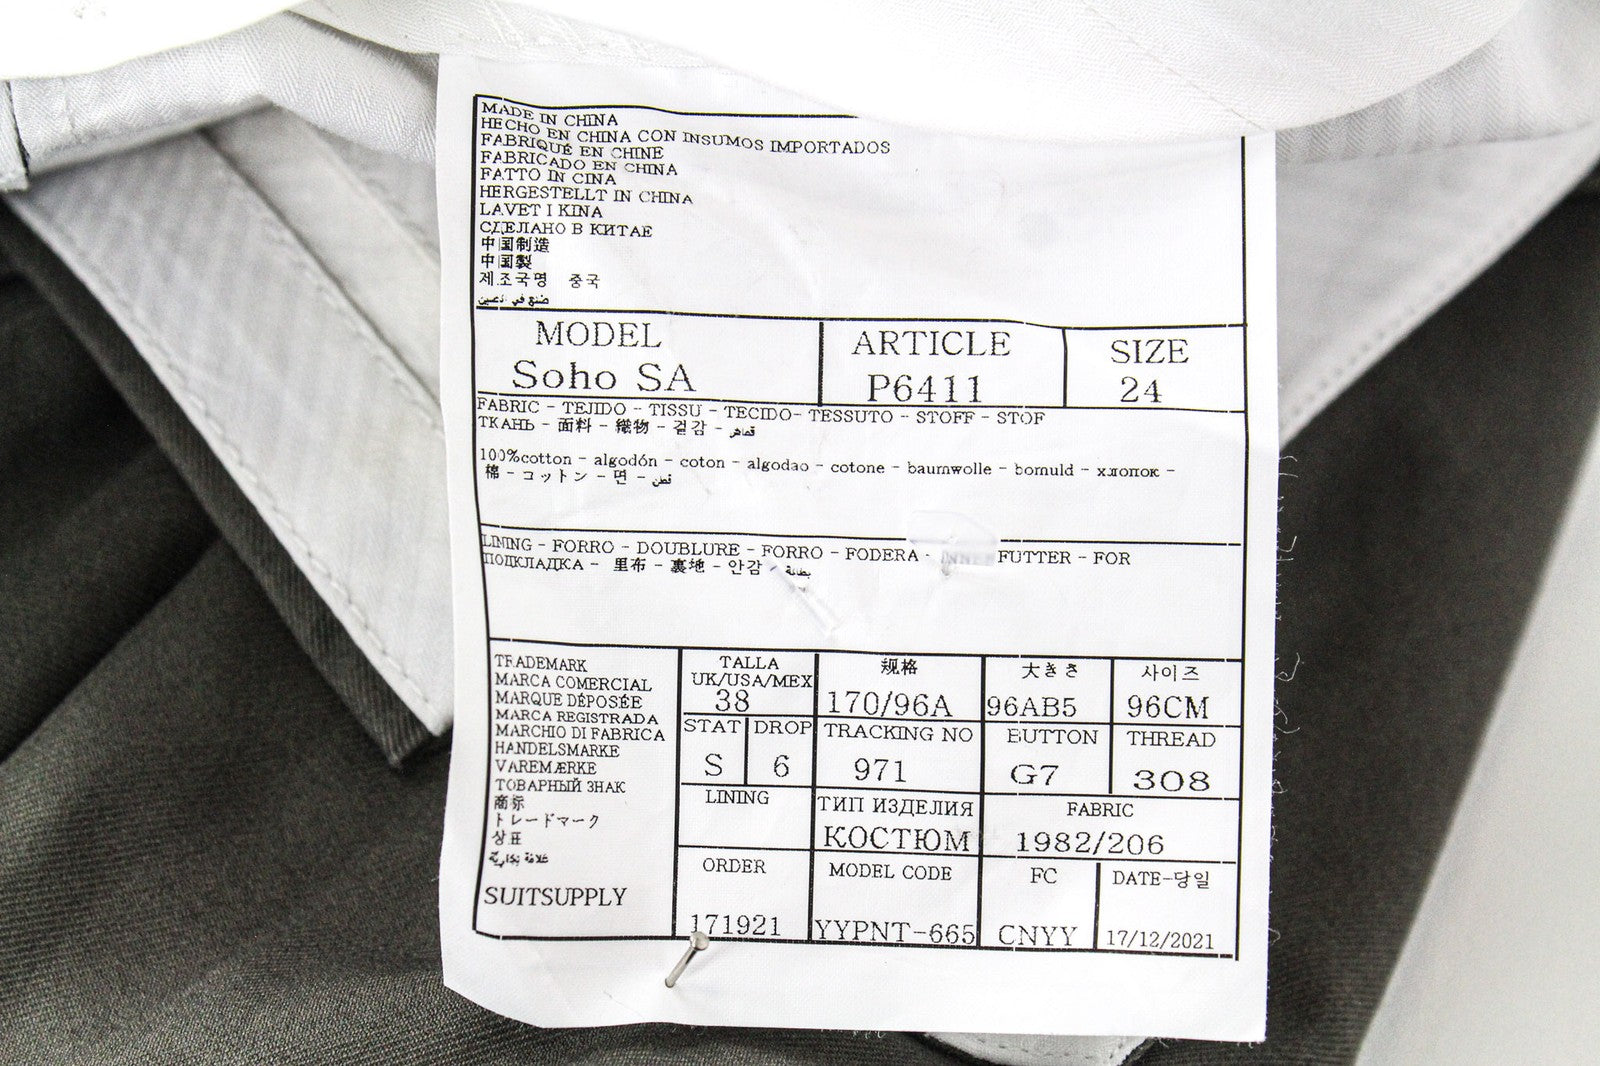 MADE IN CHINA
HECHO EN CHINA CON INSUMOS IMPORTADOS
FABRIQUÉ EN CHINE
FABRICADO EN CHINA
FATTO IN CINA
HERGESTELLT IN CHINA
LAVET I KINA
СДЕЛАНО В КИТАЕ
中国制造
中国製
제조국명 중국
صنع في
MODEL
Soho SA
ARTICLE
P6411
SIZE
24
FABRIC - TEJIDO - TISSU - TECIDO- TESSUTO - STOFF - STOF
ТКАНЬ - 面料 - 織物 - 겉감 - قماش
100%cotton - algodón - coton - algodao - cotone - baumwolle - bomuld - хлопок -
棉 - コットン - 면 - قطن
LINING - FORRO - DOUBLURE - FORRO - FODERA - INNER FUTTER - FOR
ПОДКЛАДКА - 里布 - 裏地 - 안감 - بطانة
TRADEMARK
MARCA COMERCIAL
MARQUE DÉPOSÉE
MARCA REGISTRADA
MARCHIO DI FABRICA
HANDELSMARKE
VAREMÆRKE
ТОВАРНЫЙ ЗНАК
商标
トレードマーク
상표
علامة تجارية
SUITSUPPLY
TALLA
UK/USA/MEX
38
规格
170/96A
大きさ
96AB5
사이즈
96CM
STAT
S
DROP
6
TRACKING NO
971
BUTTON
G7
THREAD
308
LINING
ТИП ИЗДЕЛИЯ
КОСТЮМ
FABRIC
1982/206
ORDER
171921
MODEL CODE
YYPNT-665
FC
CNYY
DATE-당일
17/12/2021